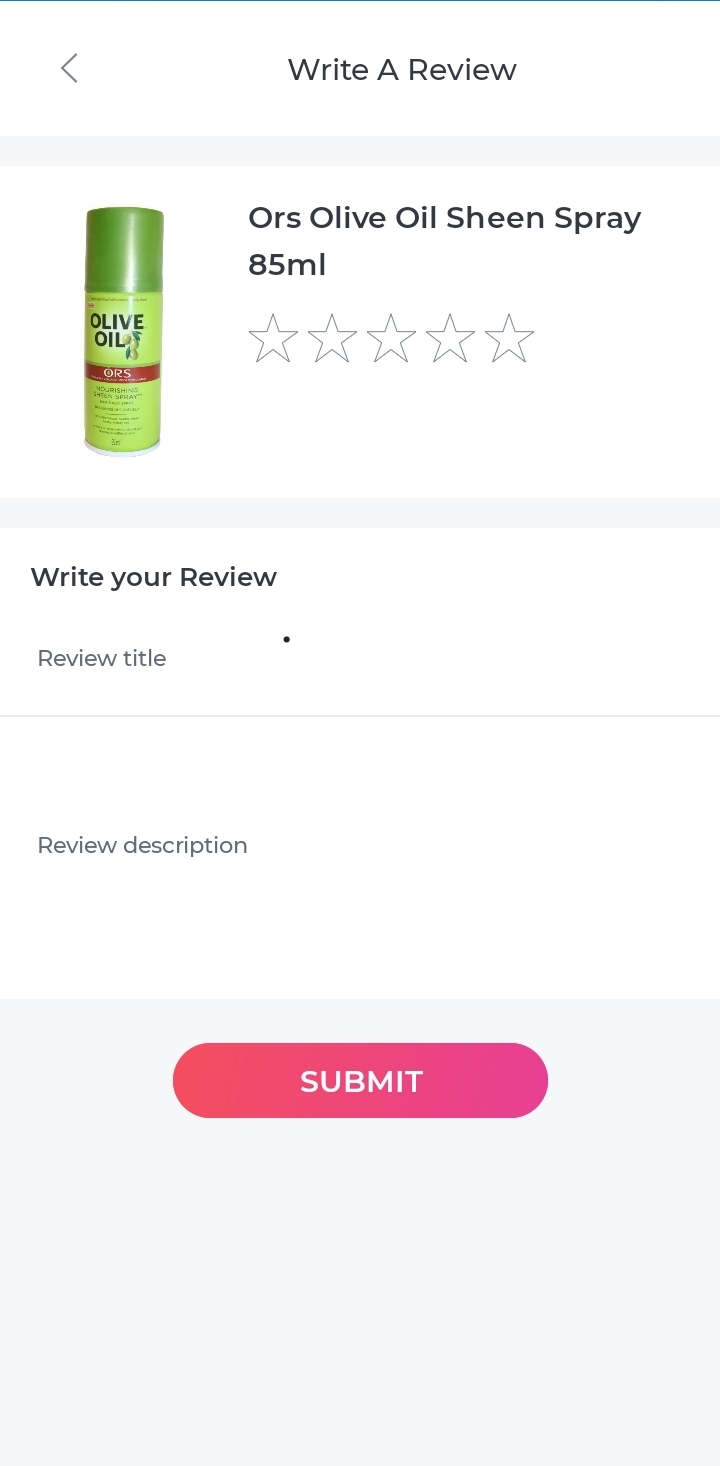 Write A Review
Ors Olive Oil Sheen Spray
85ml
OLIVE
OIL
ORS
NOURISHING
SHEEN SPRAY
Write your Review
Review title
Review description
SUBMIT